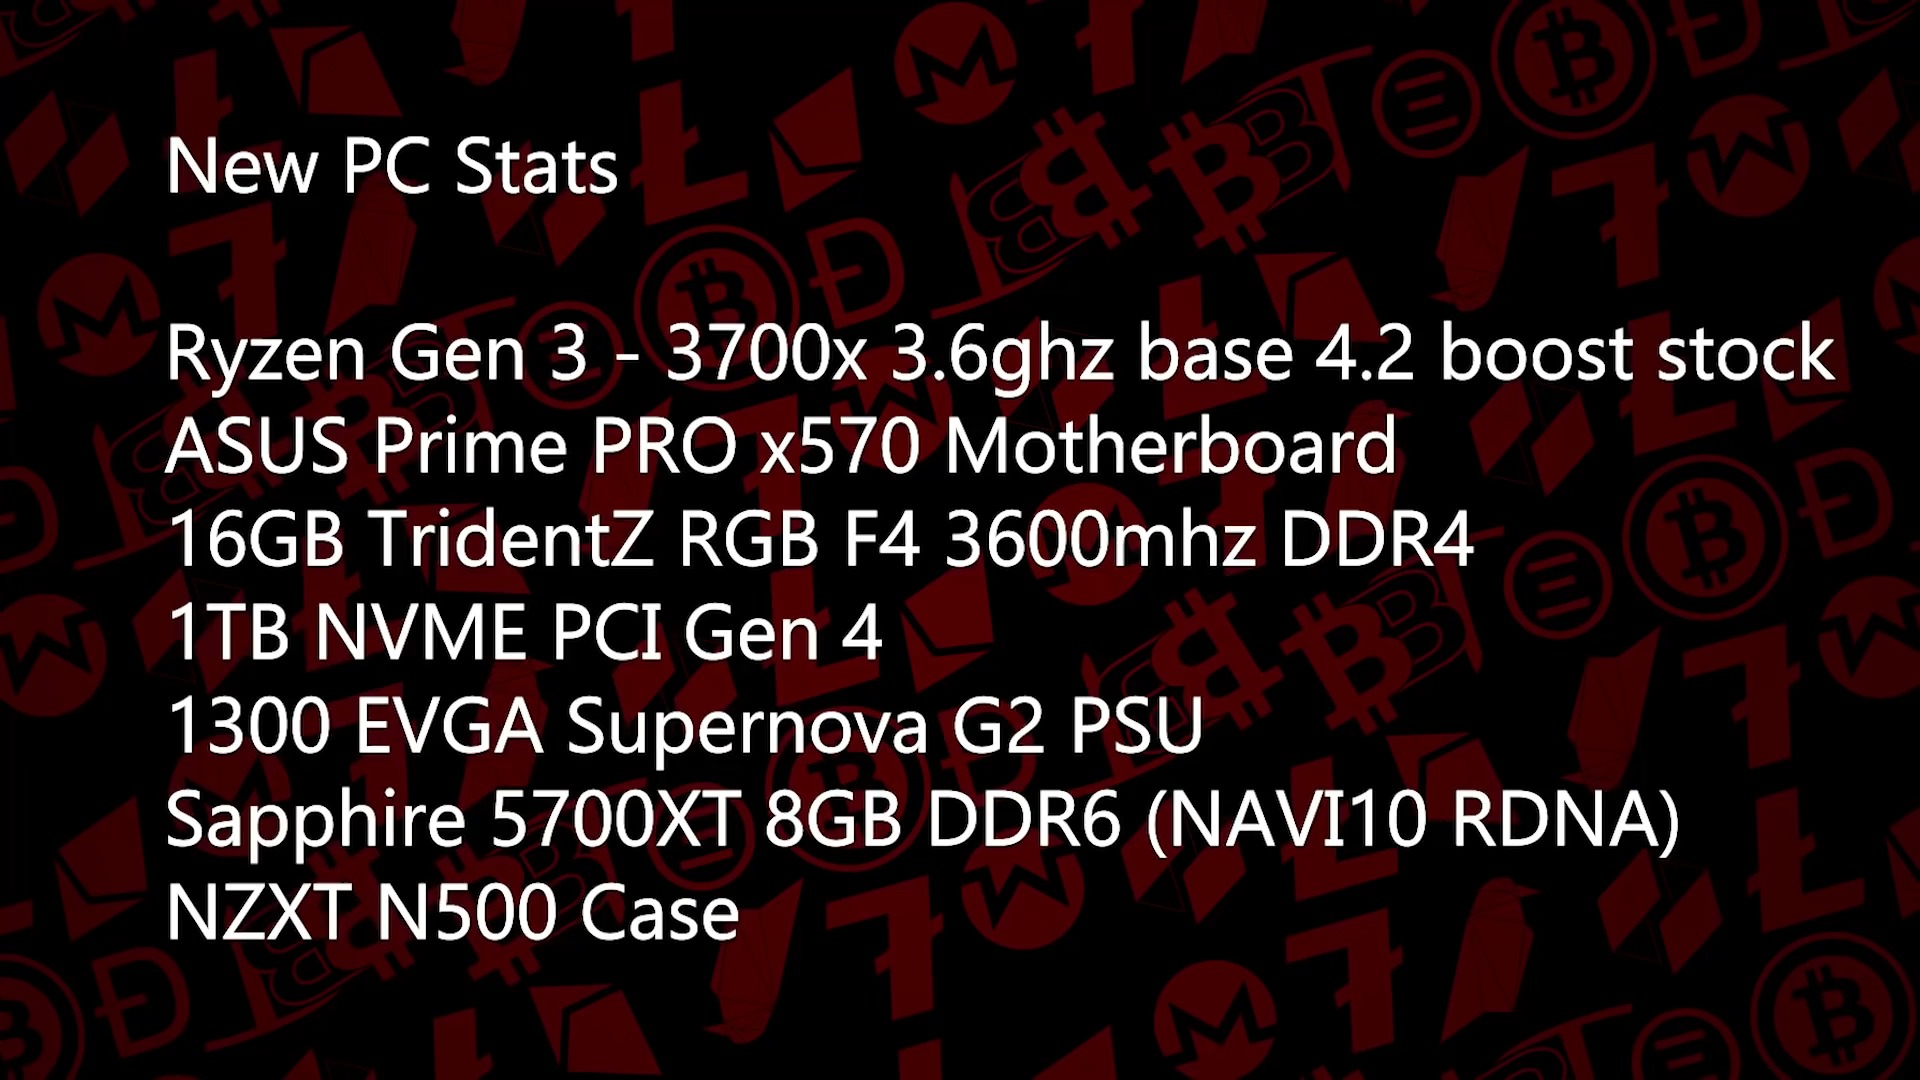 New PC Stats
Ryzen Gen 3 - 3700x 3.6ghz base 4.2 boost stock
ASUS Prime PRO x570 Motherboard
16GB TridentZ RGB F4 3600mhz DDR4
1TB NVME PCI Gen 4
1300 EVGA Supernova G2 PSU
Sapphire 5700XT 8GB DDR6 (NAVI10 RDNA)
NZXT N500 Case